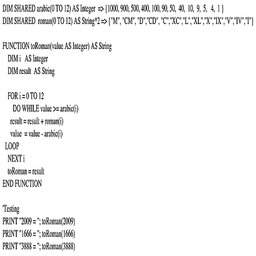 DIM SHARED arabic(0 TO 12) AS Integer => {1000, 900, 500, 400, 100, 90, 50, 40, 10, 9, 5, 4, 1 }
DIM SHARED roman(0 TO 12) AS String*2 => {"M", "CM", "D","CD", "C","XC","L","XL","X","IX","V","IV","I"}
FUNCTION toRoman(value AS Integer) AS String
DIM i AS Integer
DIM result AS String
FOR i = 0 TO 12
DO WHILE value >= arabic(i)
result = result + roman(i)
value = value - arabic(i)
LOOP
NEXT i
toRoman = result
END FUNCTION
'Testing
PRINT "2009 = "; toRoman(2009)
PRINT "1666 = "; toRoman(1666)
PRINT "3888 = "; toRoman(3888)